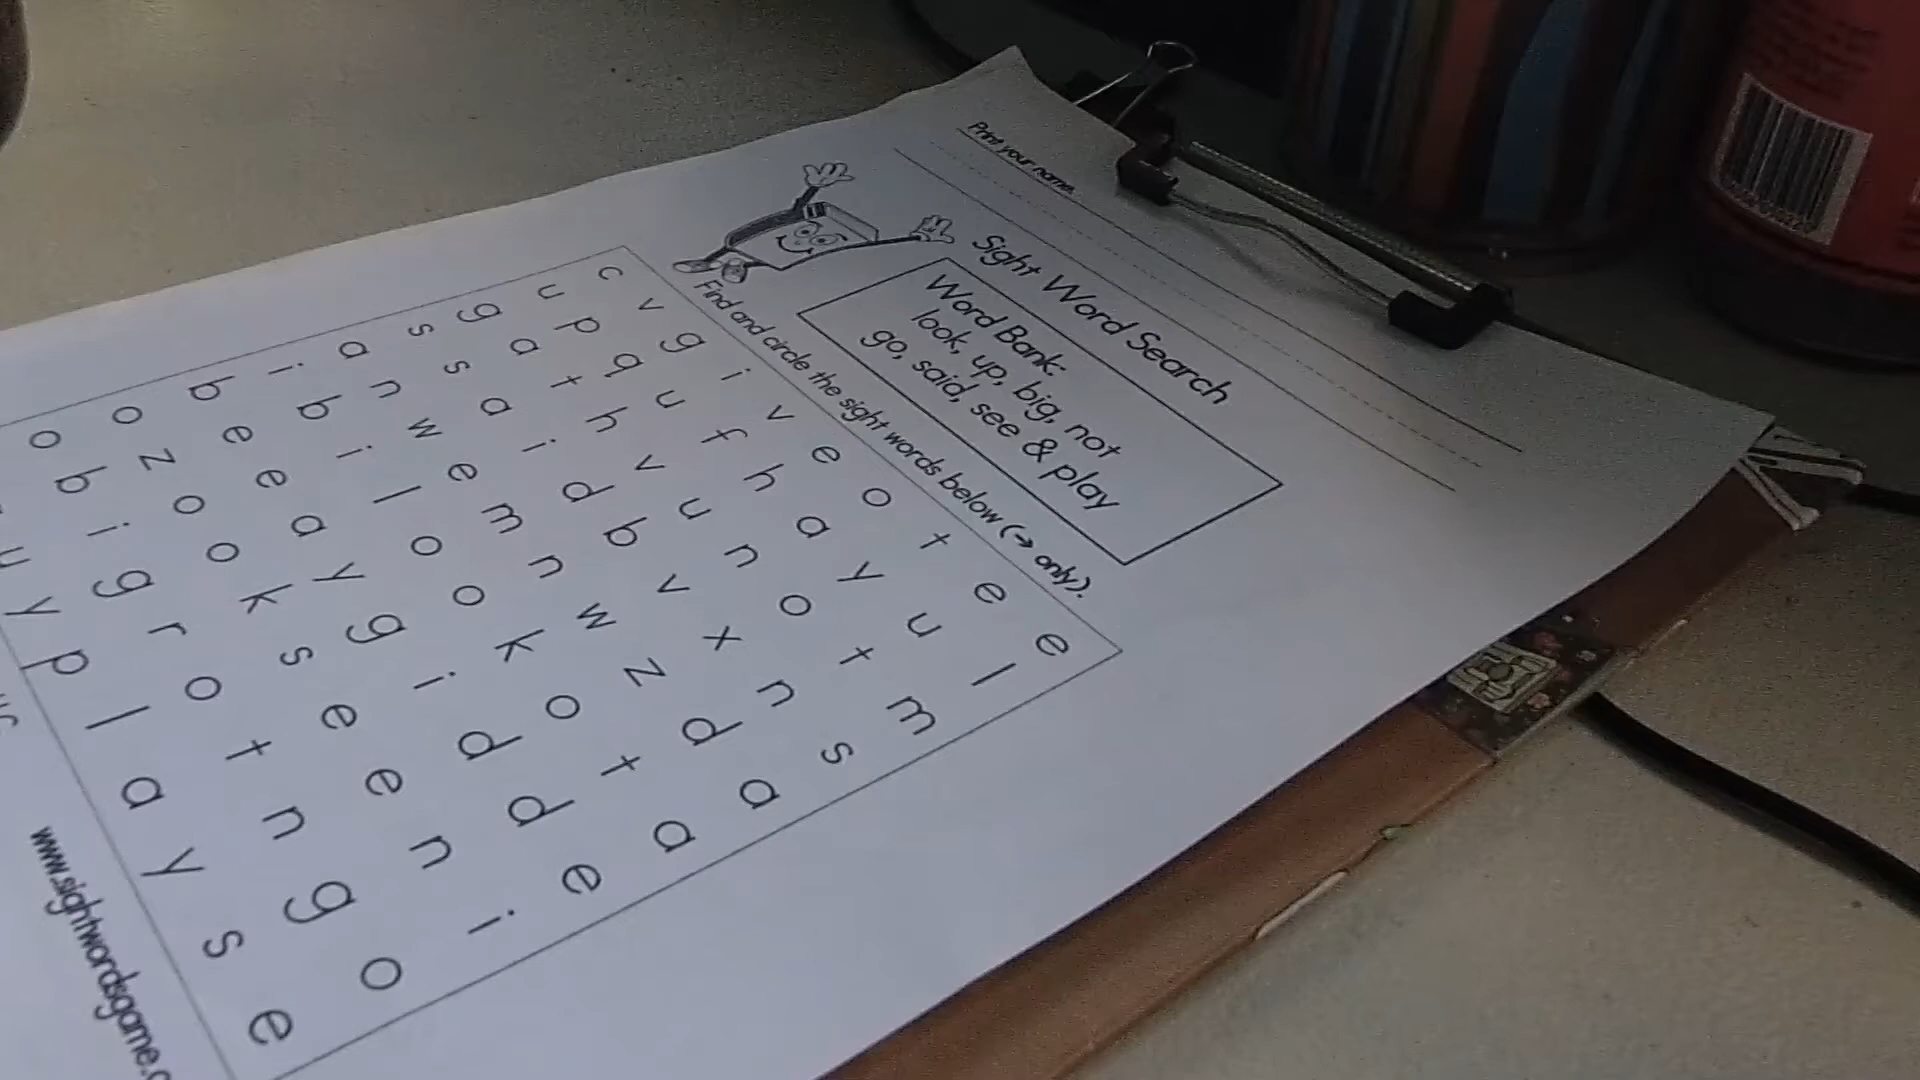 Print your name.
Sight Word Search
Word Bank:
look, up, big, not
go, said, see & play
Find and circle the sight words below (→ only).
c v g i v e o t e e
u p q u f h a y u l
g a t h v u n o t m
s s a i d b v x n s
a n w e m n w z d a
i b i l o o k o t a
b e e a y g i d d e
o z o o k s e e n i
o b i g r o t n g o
u y p l a y s e
www.sightwordsgame.c